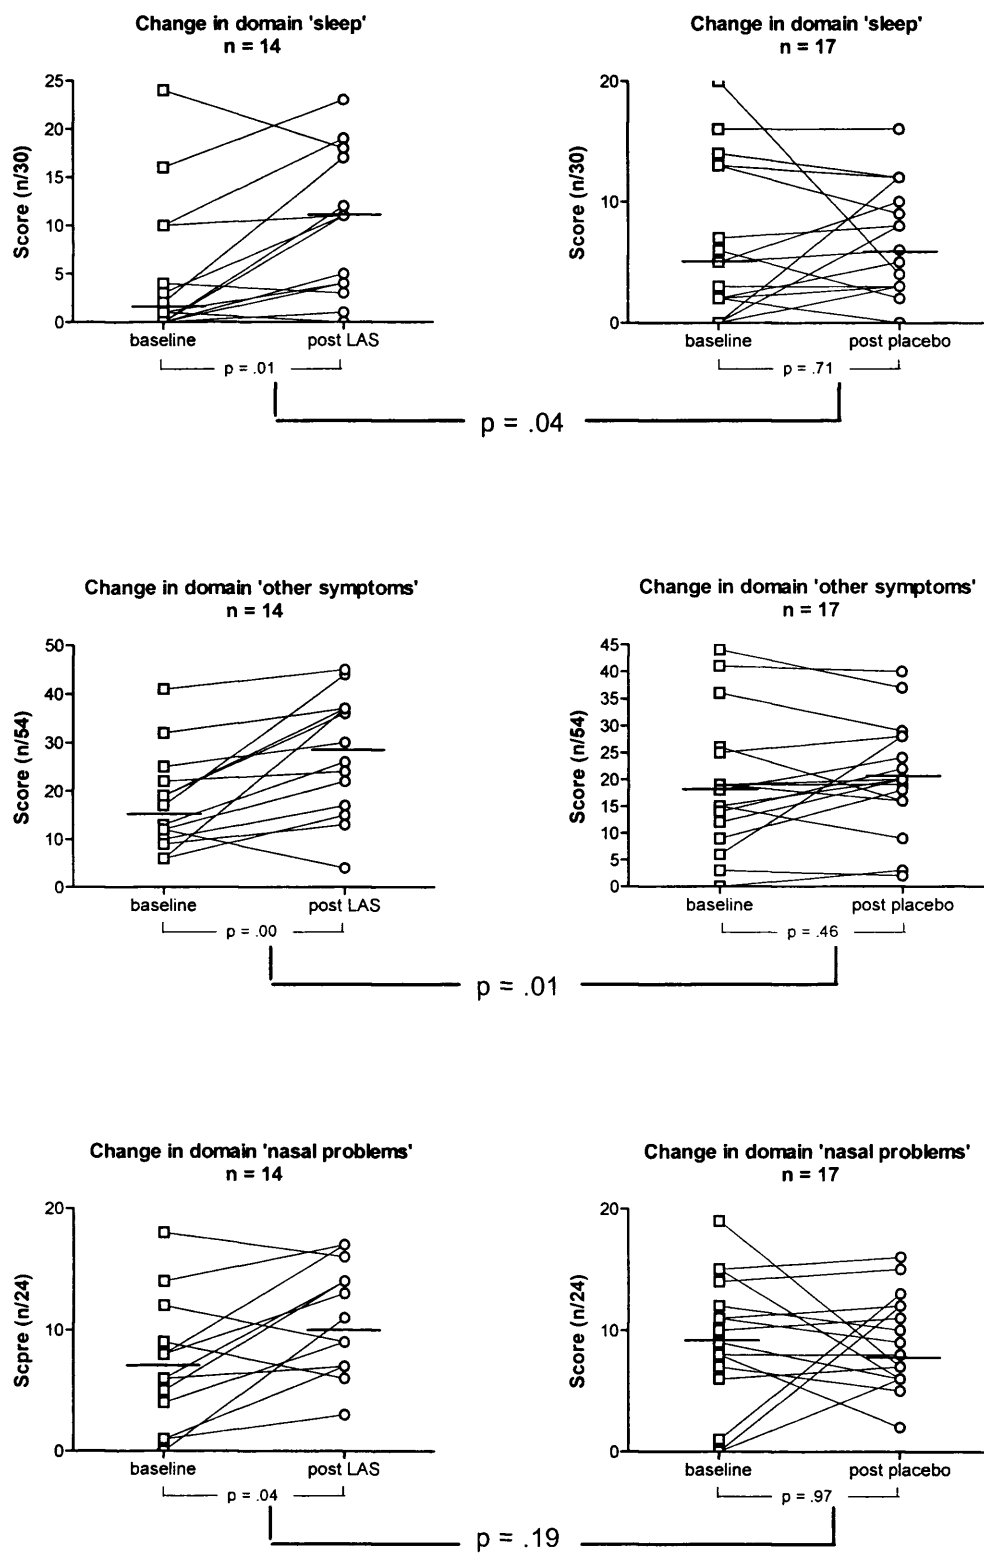 Change in domain 'sleep'
n = 14
25
20
15
10
5
0
Score (n/30)
baseline
post LAS
p = .01
Change in domain 'sleep'
n = 17
20
10
0
Score (n/30)
baseline
post placebo
p = .71
p = .04
Change in domain 'other symptoms'
n = 14
50
40
30
20
10
0
Score (n/54)
baseline
post LAS
p = .00
Change in domain 'other symptoms'
n = 17
45
40
35
30
25
20
15
10
5
0
Score (n/54)
baseline
post placebo
p = .46
p = .01
Change in domain 'nasal problems'
n = 14
20
10
0
Scpre (n/24)
baseline
post LAS
p = .04
Change in domain 'nasal problems'
n = 17
20
10
0
Score (n/24)
baseline
post placebo
p = .97
p = .19